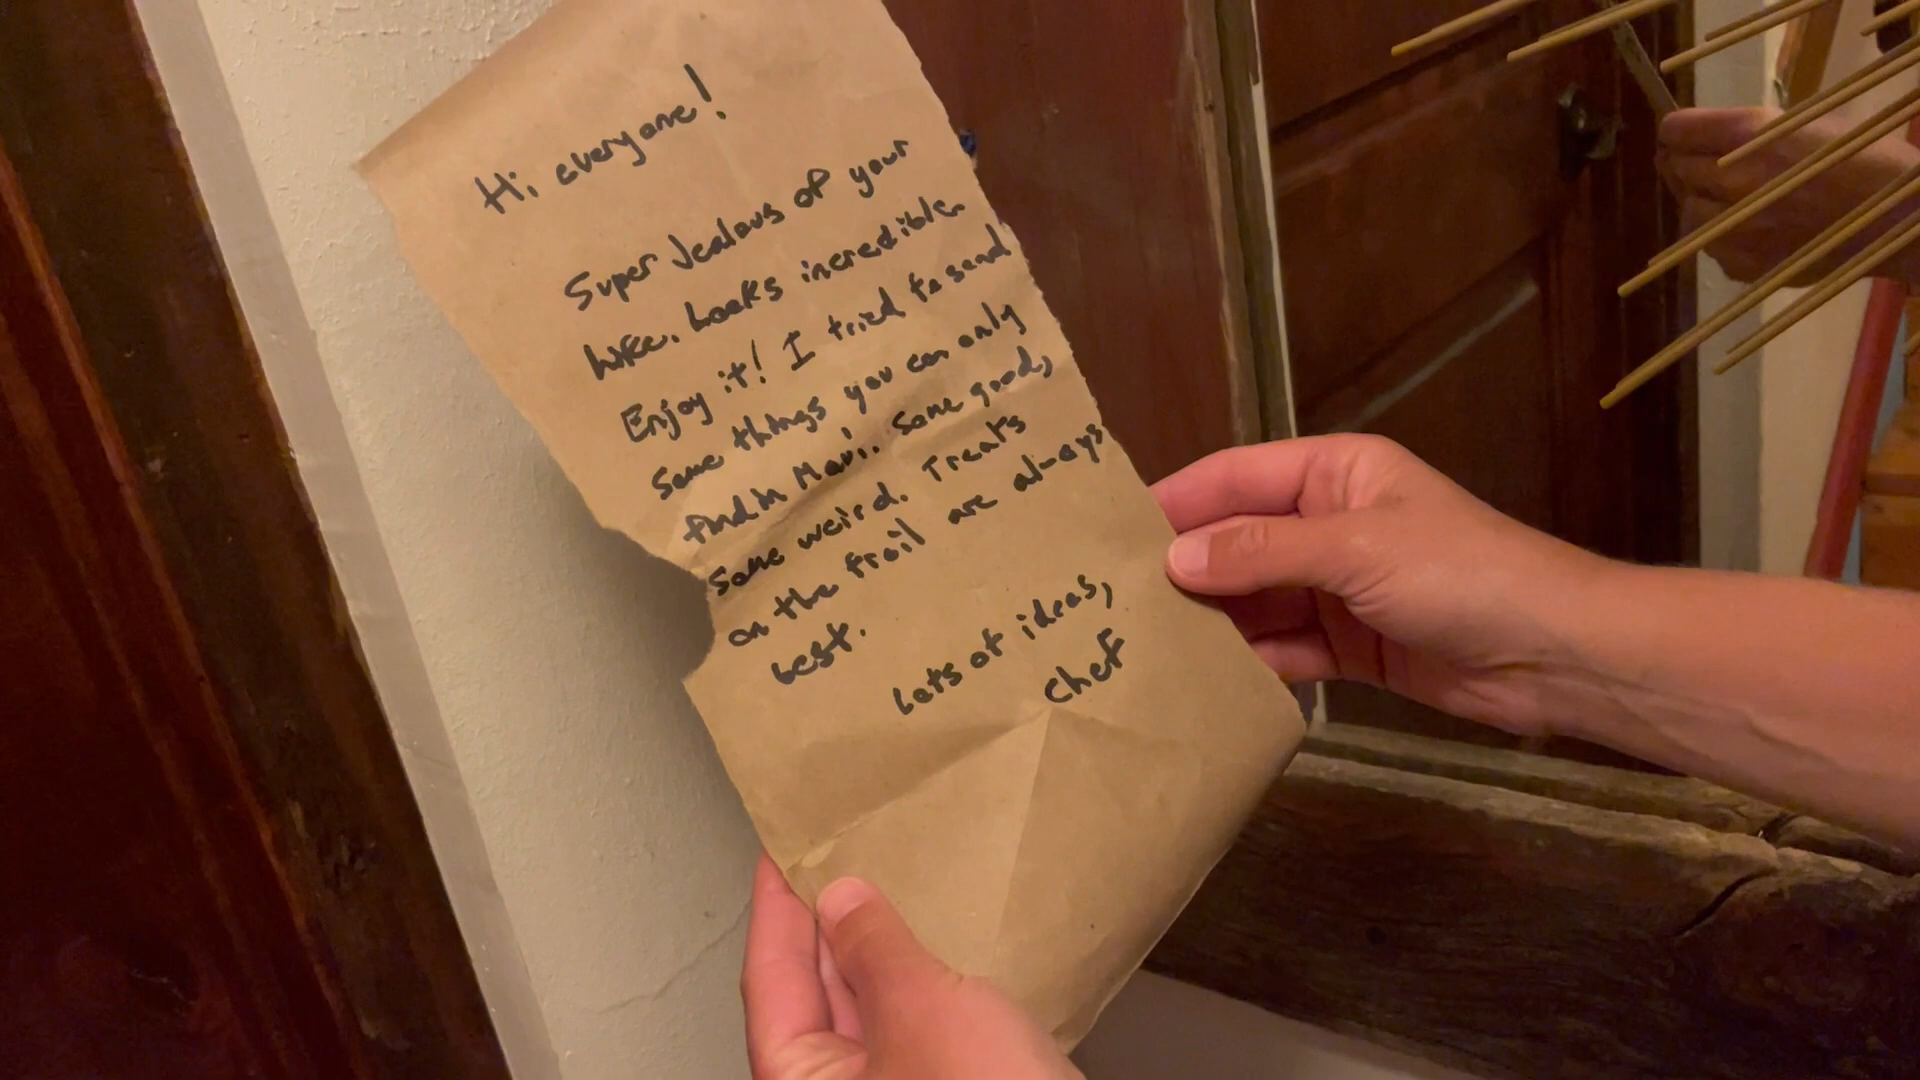 Hi, everyone!
Super Jealous of your
hike. Looks incredible.
Enjoy it! I tried to send
some things you can only
find in Maui. Some good,
Some weird. Treats
on the trail are always
best.
Lots of ideas,
Chef